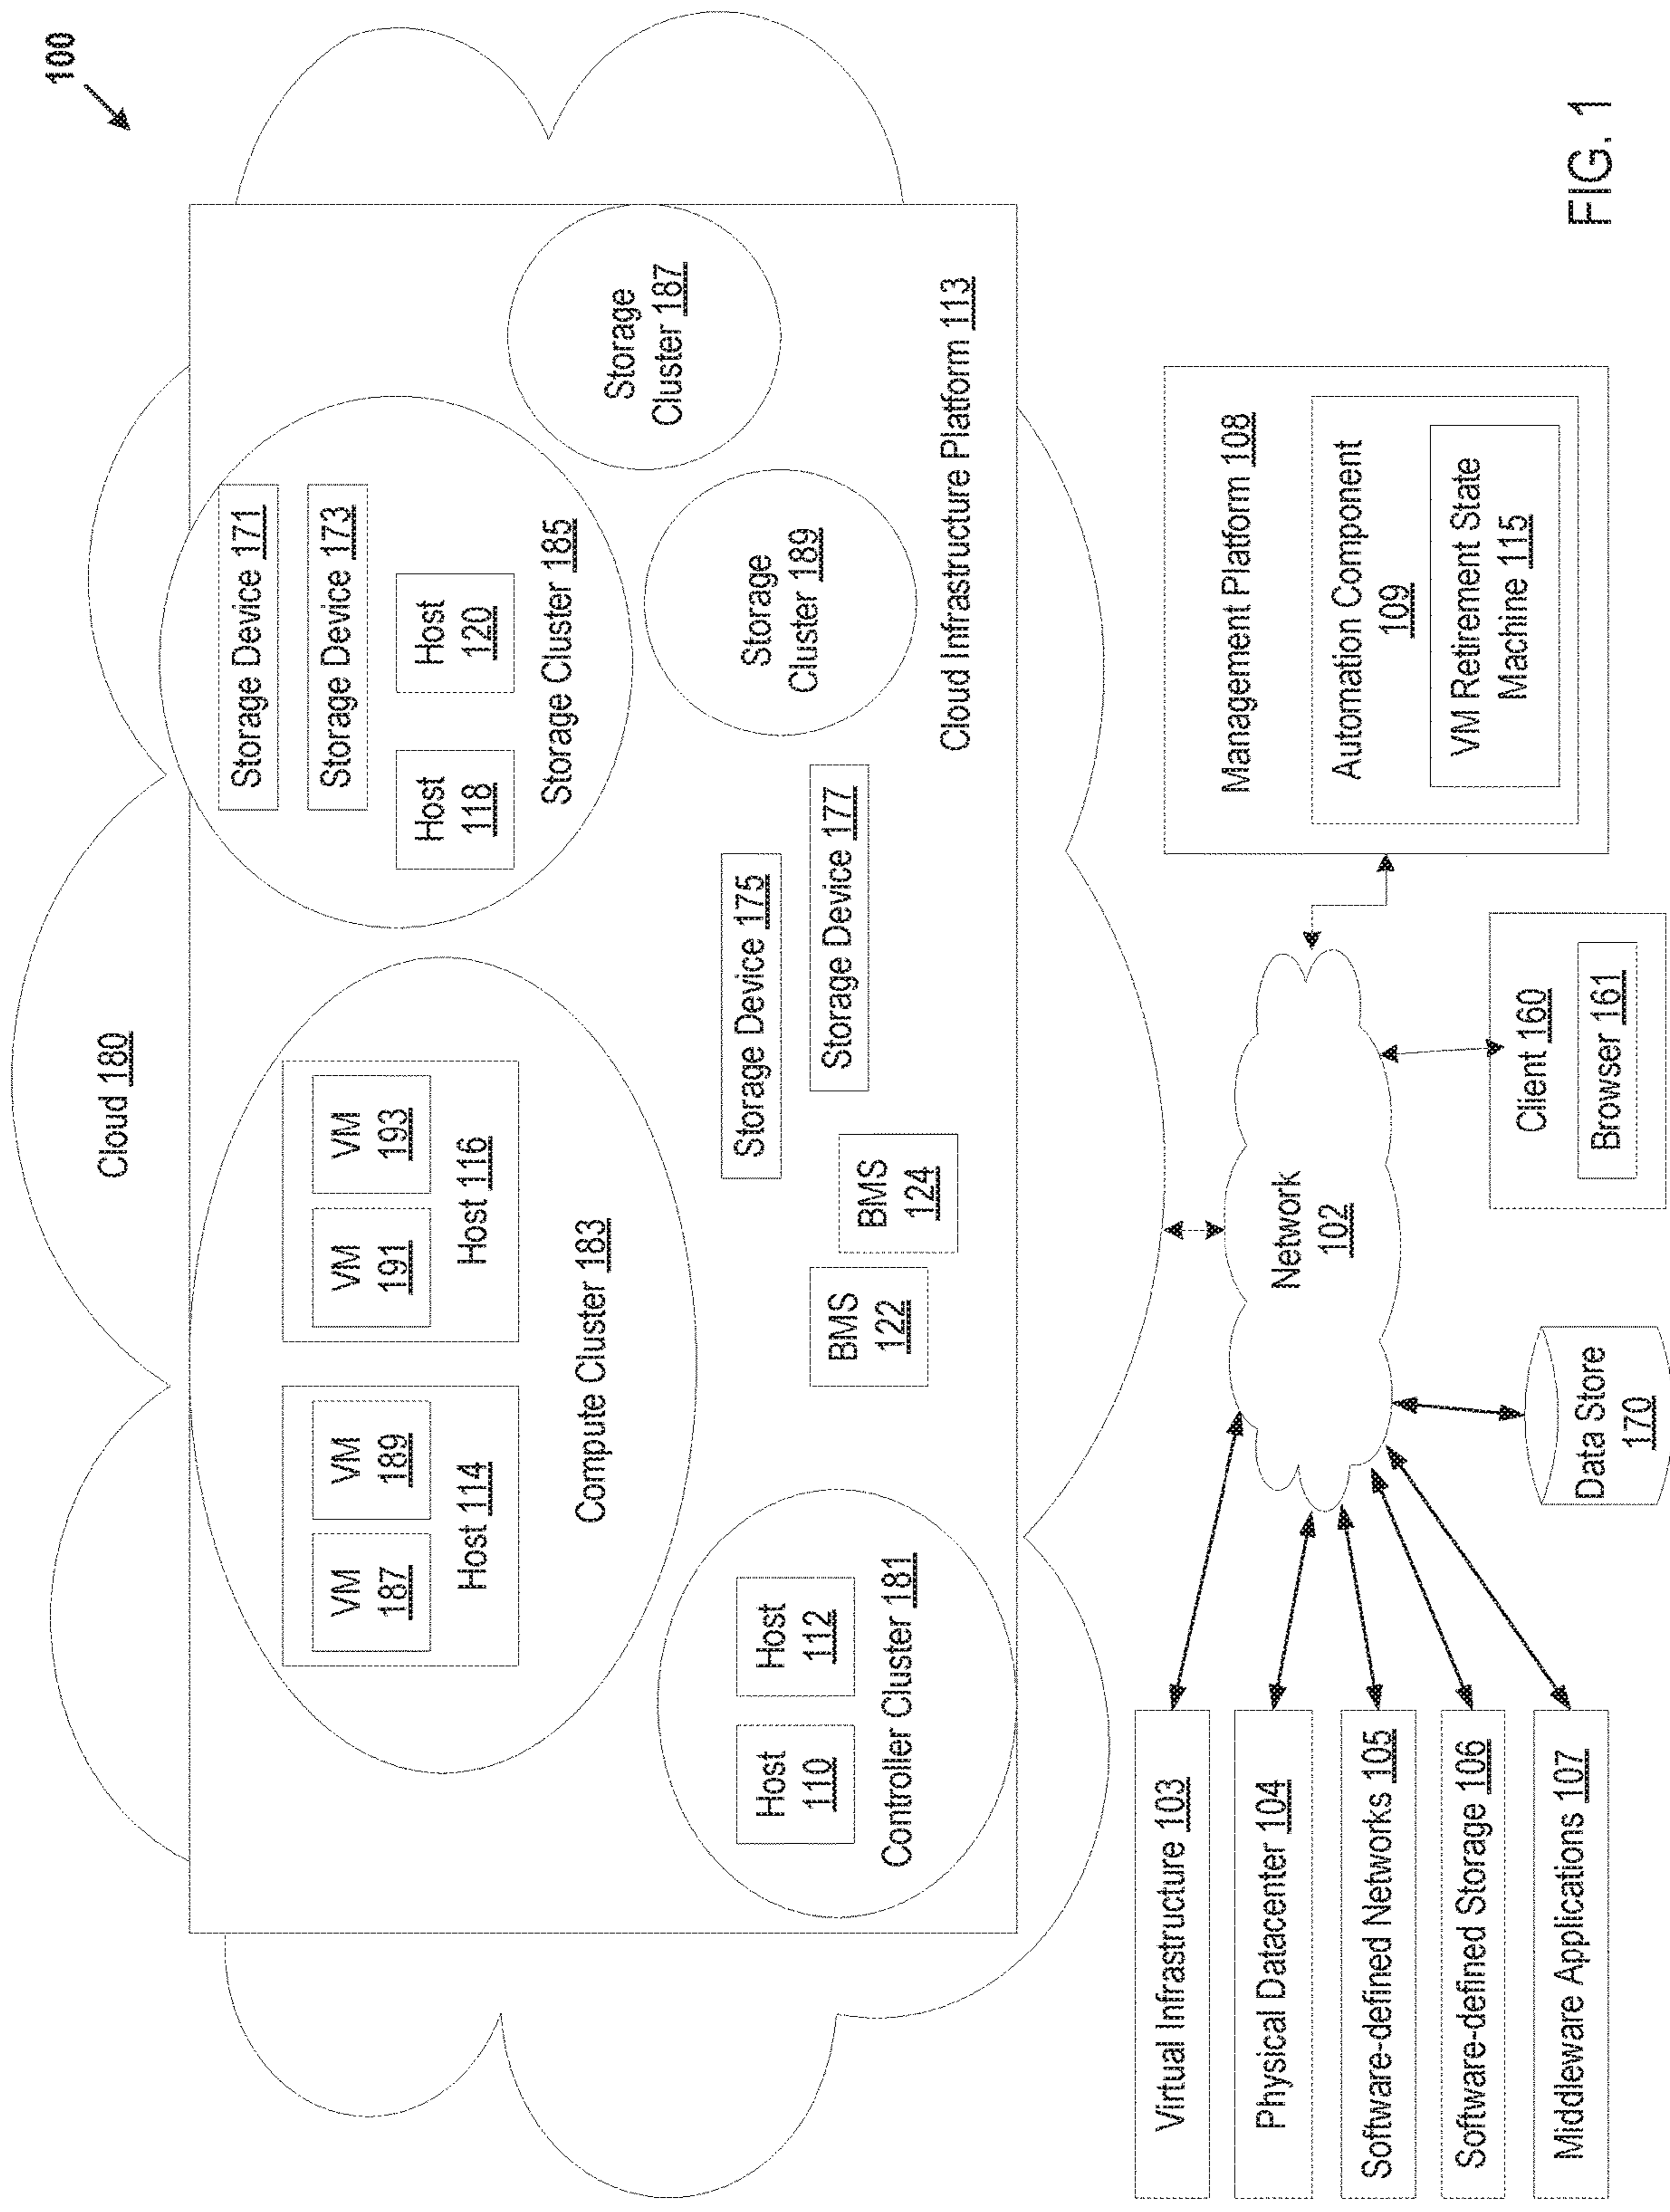 100
Cloud 180
VM
187
VM
189
Host 114
VM
191
VM
193
Host 116
Compute Cluster 183
Storage Device 171
Storage Device 173
Host
118
Host
120
Storage Cluster 185
Host
110
Host
112
Controller Cluster 181
BMS
122
BMS
124
Storage Device 175
Storage Device 177
Storage
Cluster 189
Storage
Cluster 187
Cloud Infrastructure Platform 113
Virtual Infrastructure 103
Physical Datacenter 104
Software-defined Networks 105
Software-defined Storage 106
Middleware Applications 107
Network
102
Data Store
170
Client 160
Browser 161
Management Platform 108
Automation Component
109
VM Retirement State
Machine 115
FIG. 1